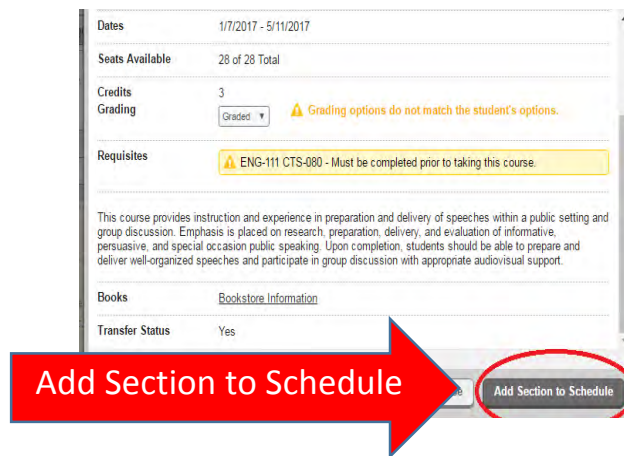 Dates 1/7/2017 - 5/11/2017
Seats Available 28 of 28 Total
Credits 3
Grading Graded ▼ Grading options do not match the student's options.
Requisites ENG-111 CTS-080 - Must be completed prior to taking this course.
This course provides instruction and experience in preparation and delivery of speeches within a public setting and
group discussion. Emphasis is placed on research, preparation, delivery, and evaluation of informative,
persuasive, and special occasion public speaking. Upon completion, students should be able to prepare and
deliver well-organized speeches and participate in group discussion with appropriate audiovisual support.
Books Bookstore Information
Transfer Status Yes
Add Section to Schedule
Add Section to Schedule